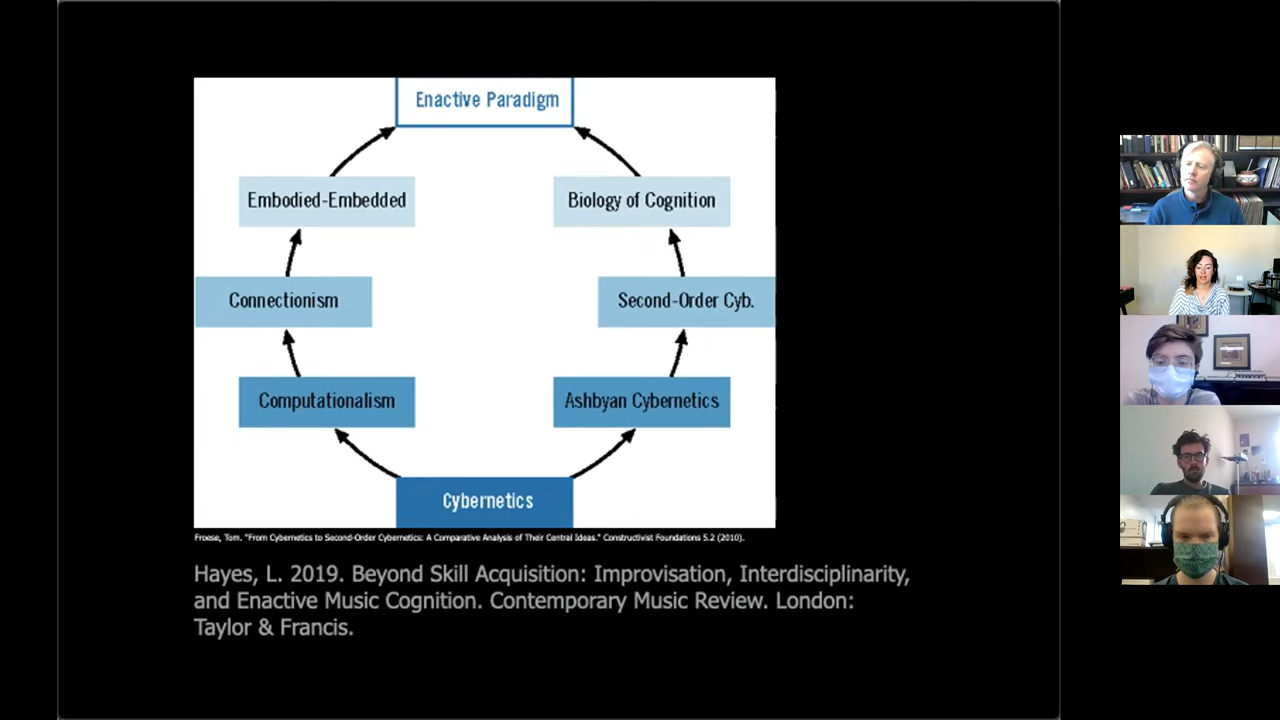 Enactive Paradigm
Embodied-Embedded
Biology of Cognition
Connectionism
Second-Order Cyb.
Computationalism
Ashbyan Cybernetics
Cybernetics
Froese, Tom. "From Cybernetics to Second-Order Cybernetics: A Comparative Analysis of Their Central Ideas." Constructivist Foundations 5.2 (2010).
Hayes, L. 2019. Beyond Skill Acquisition: Improvisation, Interdisciplinarity,
and Enactive Music Cognition. Contemporary Music Review. London:
Taylor & Francis.